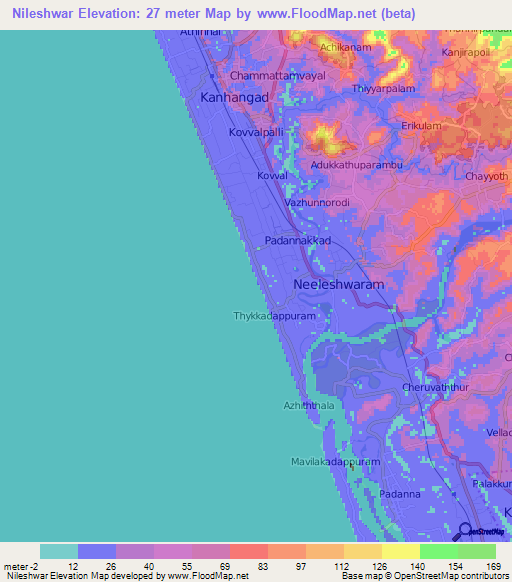 Nileshwar Elevation: 27 meter Map by www.FloodMap.net (beta)
Athinhal
Achikanam
Kanjirapoil
Chammattamvayal
Thiyyarpalam
Kanhangad
Erikulam
Kovvalpalli
Adukkathuparambu
Kovval
Chayyoth
Vazhunnorodi
Padannakkad
Neeleshwaram
Thykkadappuram
Cheruvaththur
Azhiththala
Vellac
Mavilakadappuram
Palakkun
Padanna
OpenStreetMap
meter -2 12 26 40 55 69 83 97 112 126 140 154 169
Nileshwar Elevation Map developed by www.FloodMap.net
Base map © OpenStreetMap contributors